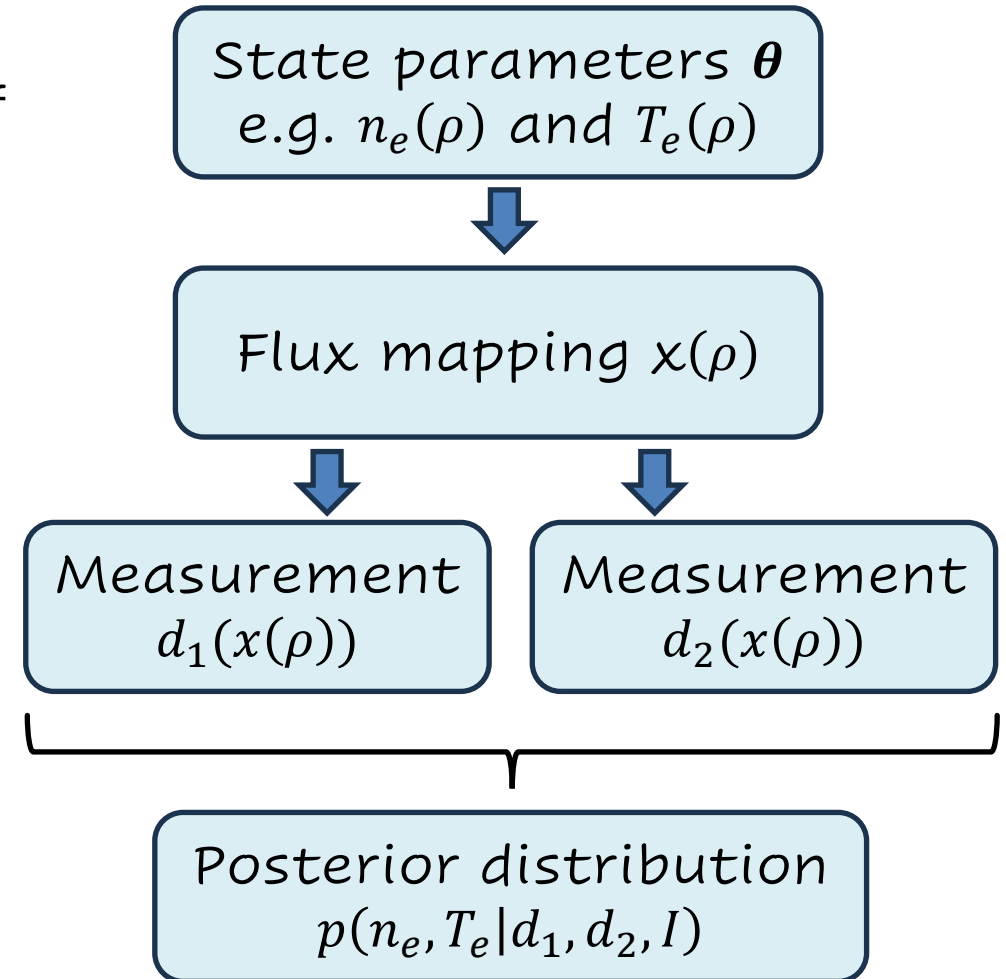 State parameters θ
e.g. nₑ(ρ) and Tₑ(ρ)
Flux mapping x(ρ)
Measurement
d₁(x(ρ))
Measurement
d₂(x(ρ))
Posterior distribution
p(nₑ, Tₑ|d₁, d₂, I)